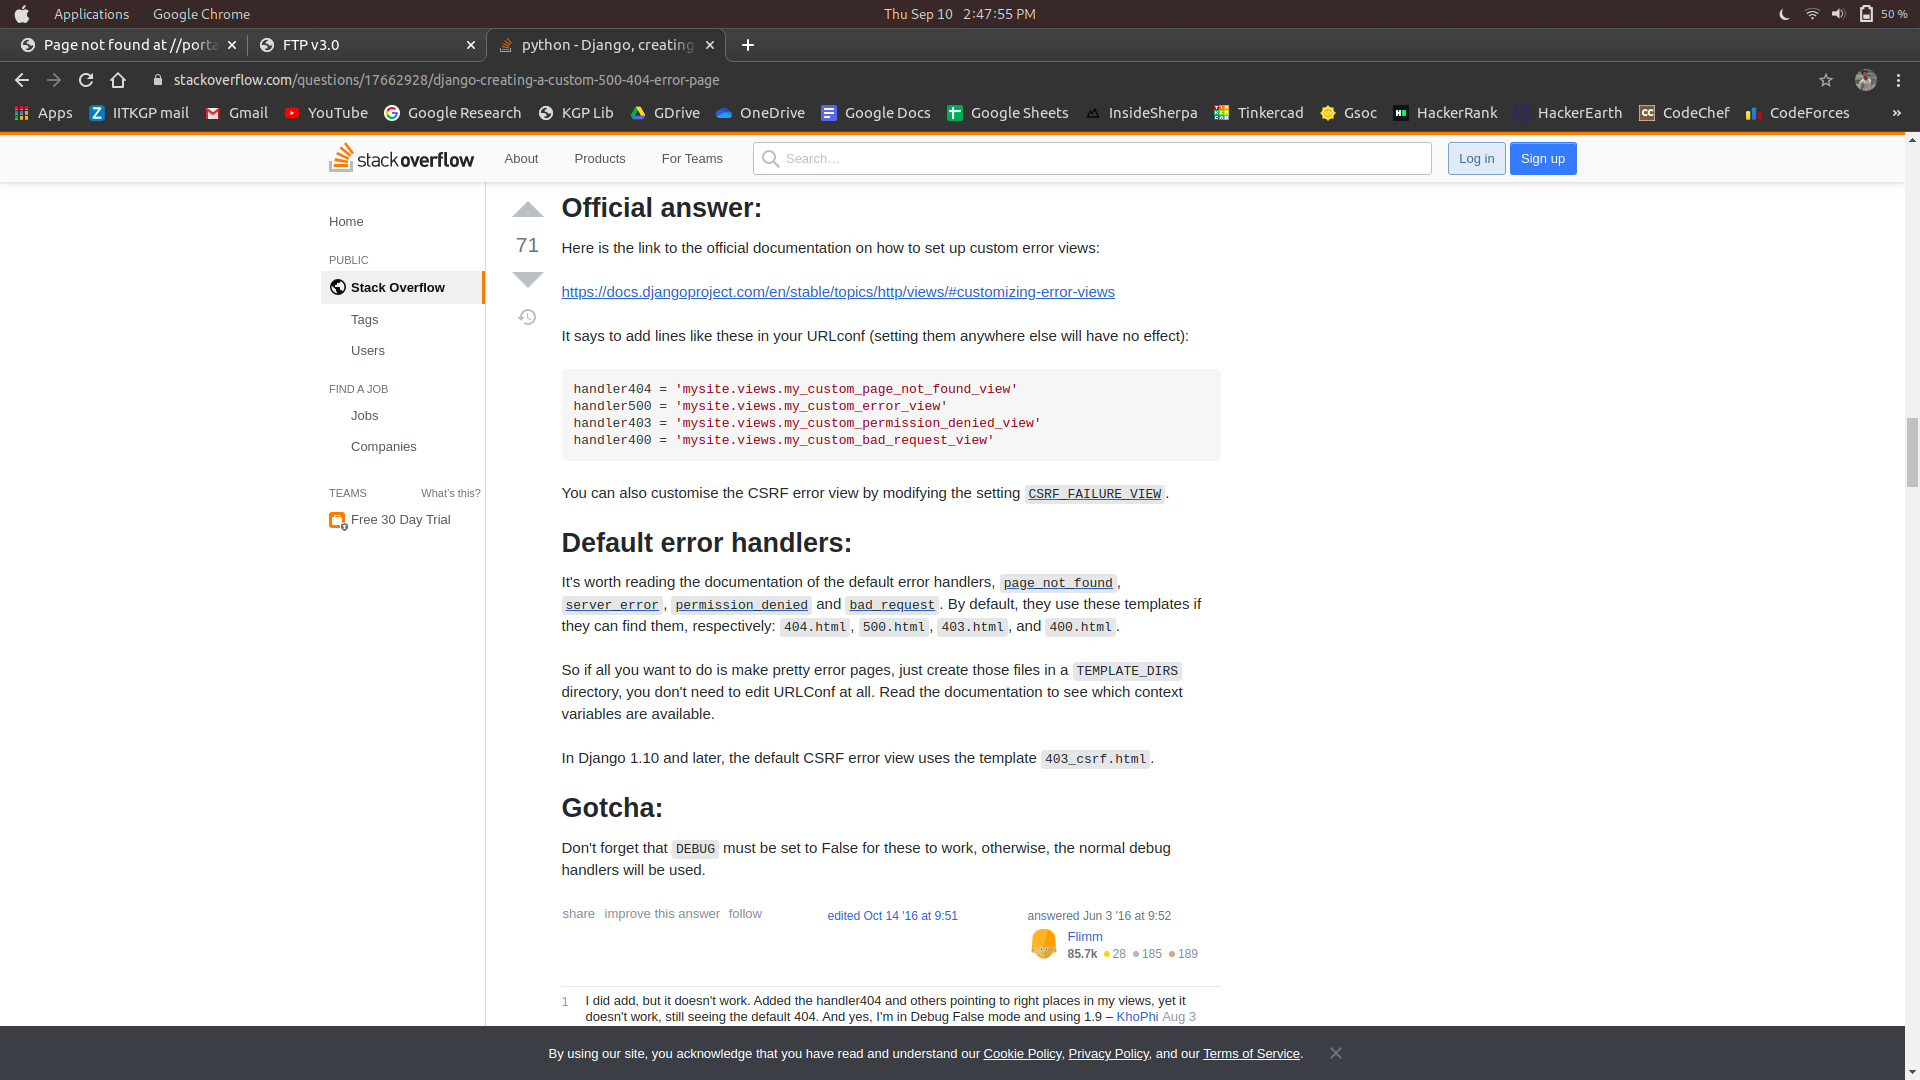 Applications Google Chrome Thu Sep 10 2:47:55 PM 50 %
Page not found at //porta FTP v3.0 python - Django, creating
stackoverflow.com/questions/17662928/django-creating-a-custom-500-404-error-page
Apps IITKGP mail Gmail YouTube Google Research KGP Lib GDrive OneDrive Google Docs Google Sheets InsideSherpa Tinkercad Gsoc HackerRank HackerEarth CodeChef CodeForces »
stackoverflow About Products For Teams Search... Log in Sign up
Home
PUBLIC
Stack Overflow
Tags
Users
FIND A JOB
Jobs
Companies
TEAMS What's this?
Free 30 Day Trial
71
Official answer:
Here is the link to the official documentation on how to set up custom error views:
https://docs.djangoproject.com/en/stable/topics/http/views/#customizing-error-views
It says to add lines like these in your URLconf (setting them anywhere else will have no effect):
handler404 = 'mysite.views.my_custom_page_not_found_view'
handler500 = 'mysite.views.my_custom_error_view'
handler403 = 'mysite.views.my_custom_permission_denied_view'
handler400 = 'mysite.views.my_custom_bad_request_view'
You can also customise the CSRF error view by modifying the setting CSRF_FAILURE_VIEW.
Default error handlers:
It's worth reading the documentation of the default error handlers, page_not_found,
server_error, permission_denied and bad_request. By default, they use these templates if
they can find them, respectively: 404.html, 500.html, 403.html, and 400.html.
So if all you want to do is make pretty error pages, just create those files in a TEMPLATE_DIRS
directory, you don't need to edit URLConf at all. Read the documentation to see which context
variables are available.
In Django 1.10 and later, the default CSRF error view uses the template 403_csrf.html.
Gotcha:
Don't forget that DEBUG must be set to False for these to work, otherwise, the normal debug
handlers will be used.
share improve this answer follow edited Oct 14 '16 at 9:51 answered Jun 3 '16 at 9:52
Flimm
85.7k 28 185 189
1 I did add, but it doesn't work. Added the handler404 and others pointing to right places in my views, yet it
doesn't work, still seeing the default 404. And yes, I'm in Debug False mode and using 1.9 – KhoPhi Aug 3
By using our site, you acknowledge that you have read and understand our Cookie Policy, Privacy Policy, and our Terms of Service.